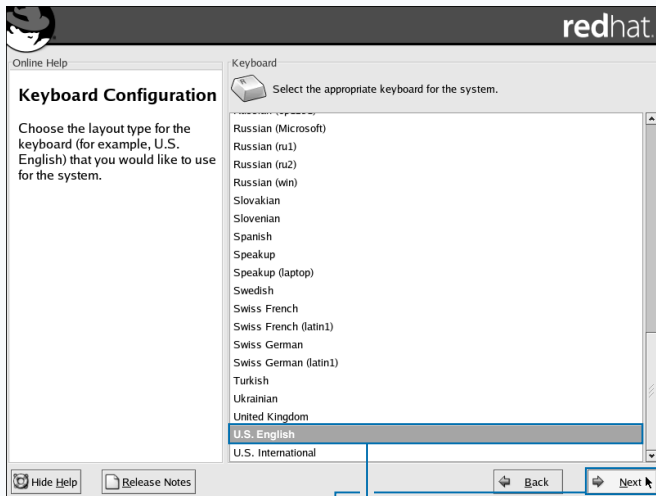 redhat.
Online Help
Keyboard Configuration
Choose the layout type for the
keyboard (for example, U.S.
English) that you would like to use
for the system.
Keyboard
Select the appropriate keyboard for the system.
Russian (Microsoft)
Russian (ru1)
Russian (ru2)
Russian (win)
Slovakian
Slovenian
Spanish
Speakup
Speakup (laptop)
Swedish
Swiss French
Swiss French (latin1)
Swiss German
Swiss German (latin1)
Turkish
Ukrainian
United Kingdom
U.S. English
U.S. International
Hide Help
Release Notes
Back
Next